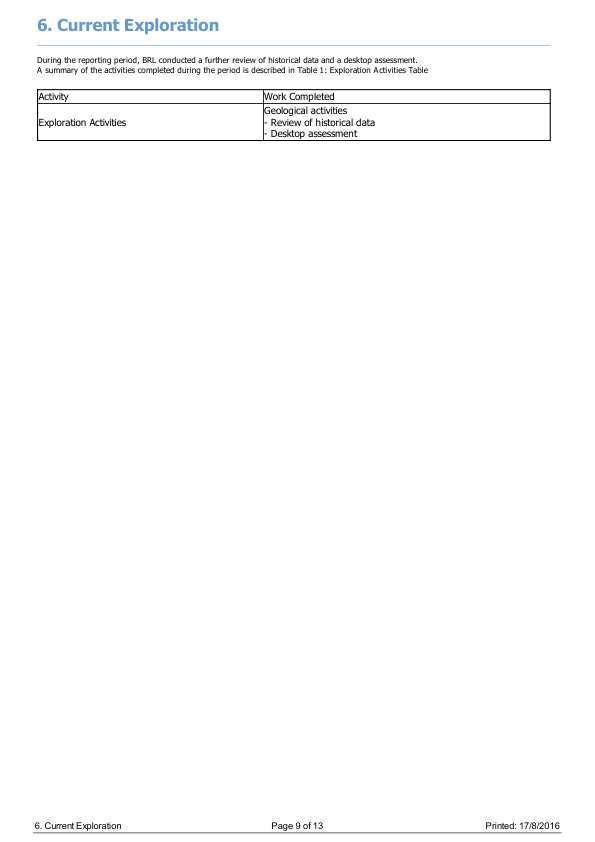 6. Current Exploration
During the reporting period, BRL conducted a further review of historical data and a desktop assessment.
A summary of the activities completed during the period is described in Table 1: Exploration Activities Table
Activity
Work Completed
Exploration Activities
Geological activities
- Review of historical data
- Desktop assessment
6. Current Exploration
Page 9 of 13
Printed: 17/8/2016